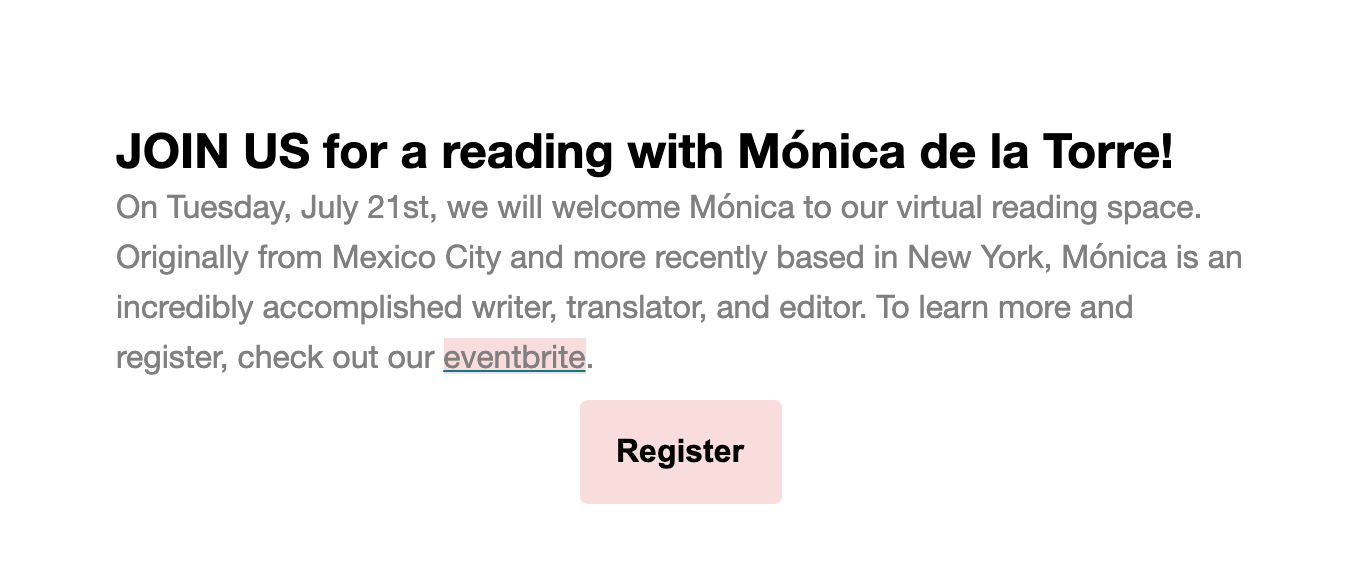 JOIN US for a reading with Mónica de la Torre!
On Tuesday, July 21st, we will welcome Mónica to our virtual reading space.
Originally from Mexico City and more recently based in New York, Mónica is an
incredibly accomplished writer, translator, and editor. To learn more and
register, check out our eventbrite.
Register